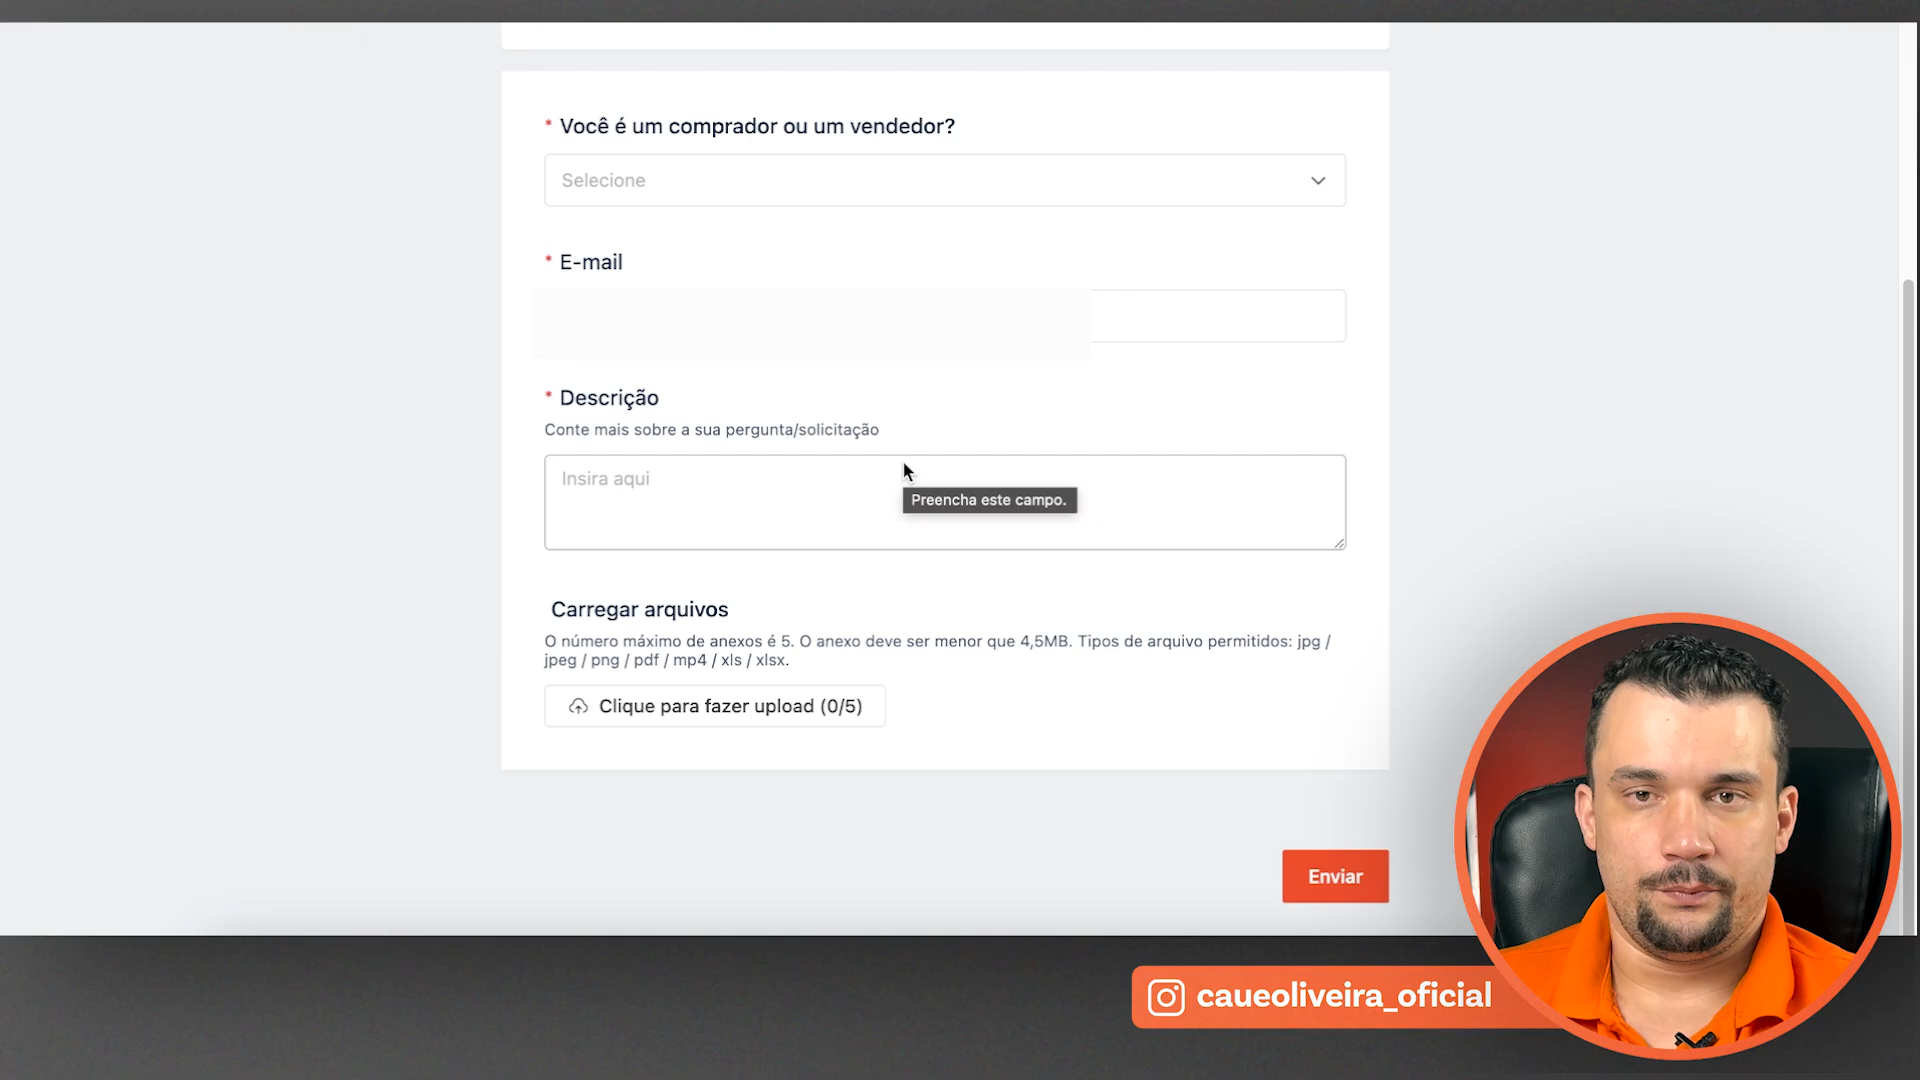 * Você é um comprador ou um vendedor?
Selecione
* E-mail
* Descrição
Conte mais sobre a sua pergunta/solicitação
Insira aqui
Preencha este campo.
Carregar arquivos
O número máximo de anexos é 5. O anexo deve ser menor que 4,5MB. Tipos de arquivo permitidos: jpg /
jpeg / png / pdf / mp4 / xls / xlsx.
Clique para fazer upload (0/5)
Enviar
caueoliveira_oficial